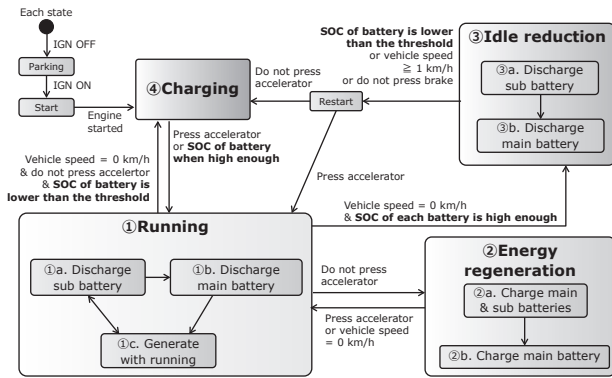 Each state
IGN OFF
Parking
IGN ON
Start
Engine
started
④Charging
Do not press
accelerator
Restart
SOC of battery is lower
than the threshold
or vehicle speed
≧ 1 km/h
or do not press brake
③Idle reduction
③a. Discharge
sub battery
③b. Discharge
main battery
Vehicle speed = 0 km/h
& do not press accelertor
& SOC of battery is
lower than the threshold
Press accelerator
or SOC of battery
when high enough
Press accelerator
Vehicle speed = 0 km/h
& SOC of each battery is high enough
①Running
①a. Discharge
sub battery
①b. Discharge
main battery
①c. Generate
with running
Do not press
accelerator
Press accelerator
or vehicle speed
= 0 km/h
②Energy
regeneration
②a. Charge main
& sub batteries
②b. Charge main battery